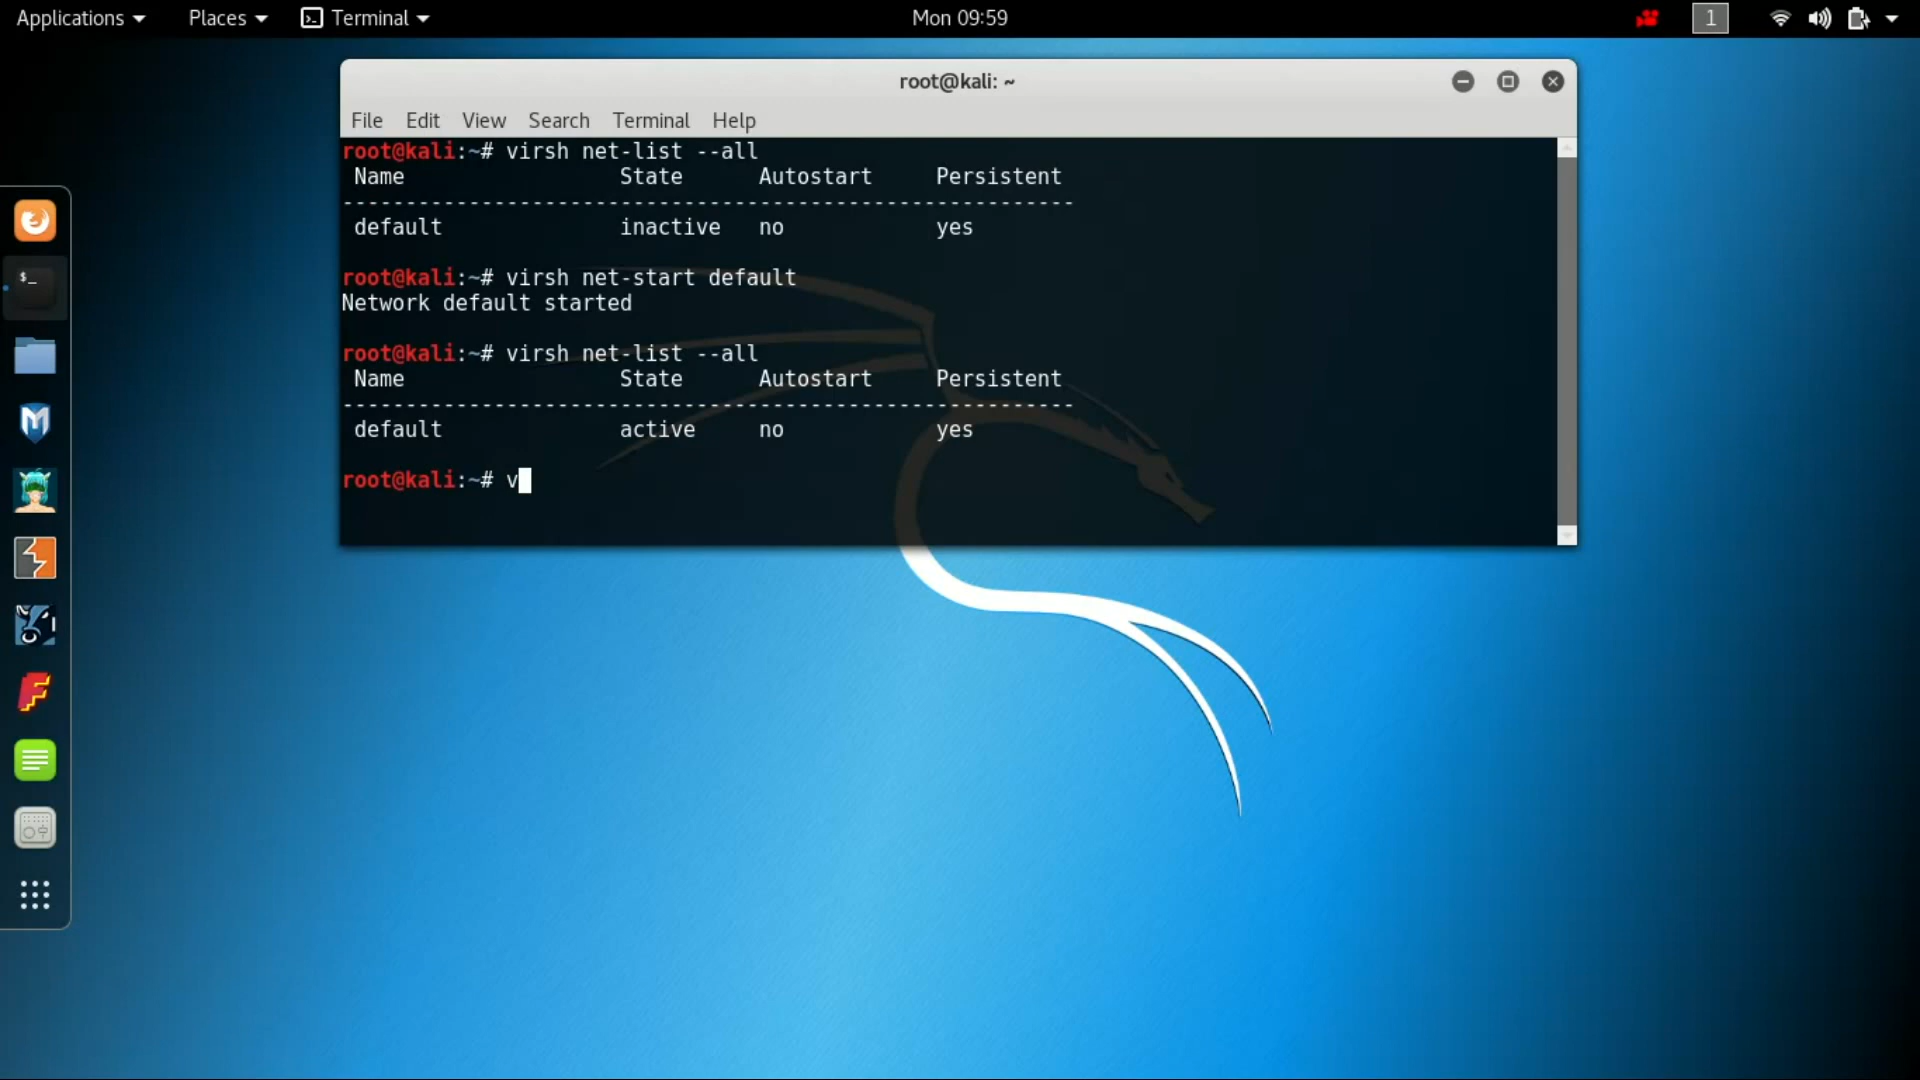 Applications Places Terminal Mon 09:59 1
root@kali: ~
File Edit View Search Terminal Help
root@kali:~# virsh net-list --all
Name State Autostart Persistent
----------------------------------------------------------
default inactive no yes
root@kali:~# virsh net-start default
Network default started
root@kali:~# virsh net-list --all
Name State Autostart Persistent
----------------------------------------------------------
default active no yes
root@kali:~# v